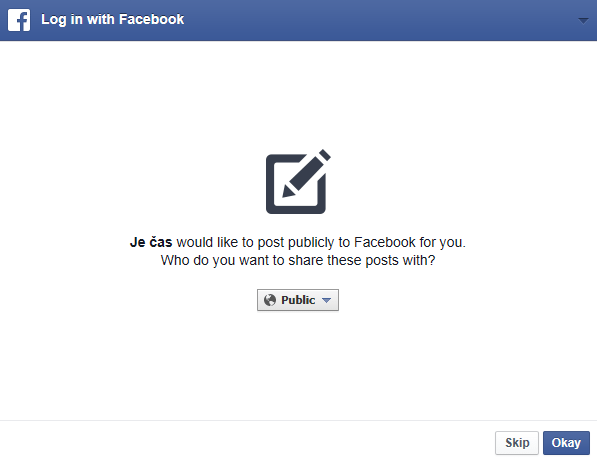 Log in with Facebook
Je čas would like to post publicly to Facebook for you.
Who do you want to share these posts with?
Public
Skip Okay